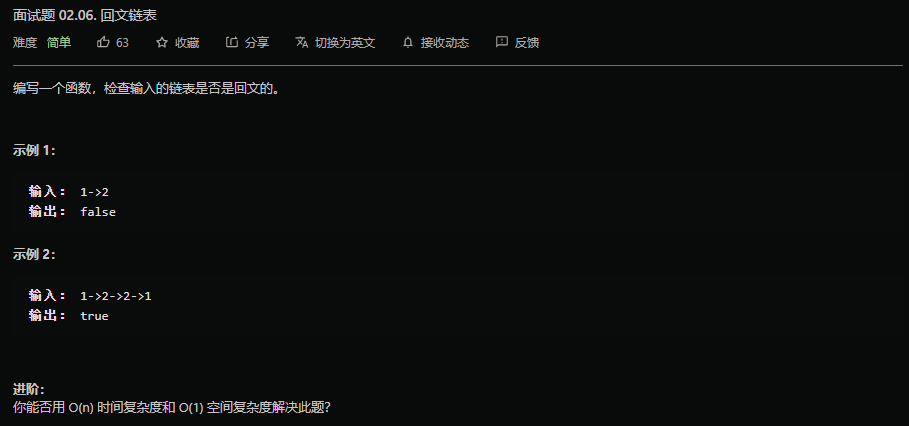 面试题 02.06. 回文链表
难度 简单 63 收藏 分享 切换为英文 接收动态 反馈
编写一个函数，检查输入的链表是否是回文的。
示例 1：
输入： 1->2
输出： false
示例 2：
输入： 1->2->2->1
输出： true
进阶：
你能否用 O(n) 时间复杂度和 O(1) 空间复杂度解决此题？